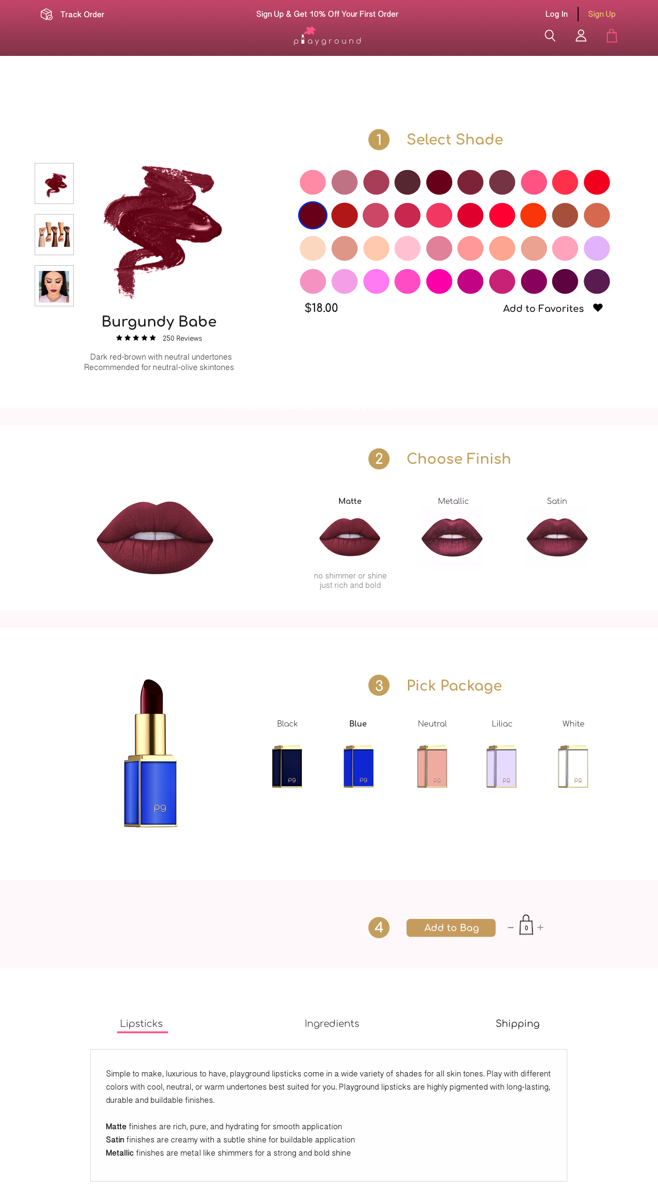 Track Order
Sign Up & Get 10% Off Your First Order
Log In
Sign Up
playground
1 Select Shade
$18.00
Add to Favorites
Burgundy Babe
250 Reviews
Dark red-brown with neutral undertones
Recommended for neutral-olive skintones
2 Choose Finish
Matte
Metallic
Satin
no shimmer or shine
just rich and bold
3 Pick Package
Black
Blue
Neutral
Liliac
White
pg
pg
pg
pg
pg
pg
4 Add to Bag
− 0 +
Lipsticks
Ingredients
Shipping
Simple to make, luxurious to have, playground lipsticks come in a wide variety of shades for all skin tones. Play with different
colors with cool, neutral, or warm undertones best suited for you. Playground lipsticks are highly pigmented with long-lasting,
durable and buildable finishes.
Matte finishes are rich, pure, and hydrating for smooth application
Satin finishes are creamy with a subtle shine for buildable application
Metallic finishes are metal like shimmers for a strong and bold shine